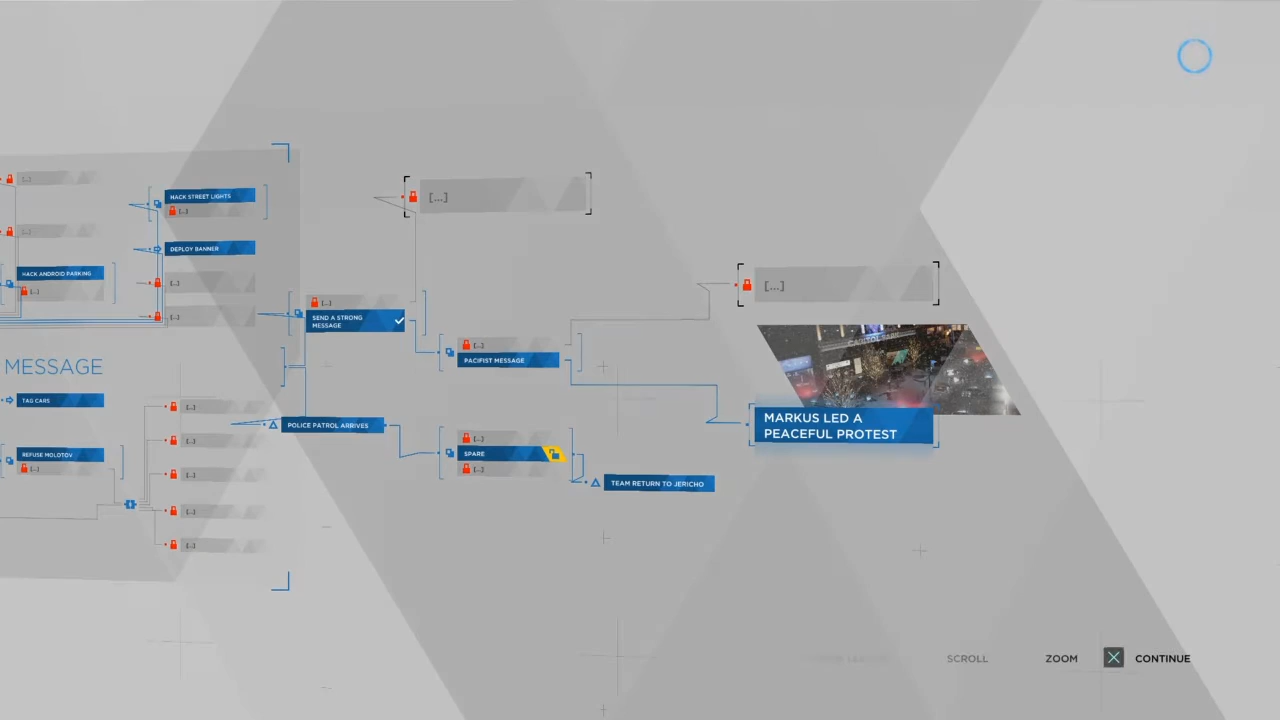 [...]
HACK STREET LIGHTS
[...]
[...]
[...]
DEPLOY BANNER
HACK ANDROID PARKING
[...]
[...]
[...]
[...]
[...]
SEND A STRONG
MESSAGE
[...]
PACIFIST MESSAGE
MESSAGE
TAG CARS
[...]
POLICE PATROL ARRIVES
MARKUS LED A
PEACEFUL PROTEST
[...]
[...]
REFUSE MOLOTOV
[...]
SPARE
[...]
[...]
TEAM RETURN TO JERICHO
[...]
[...]
SCROLL
ZOOM
CONTINUE